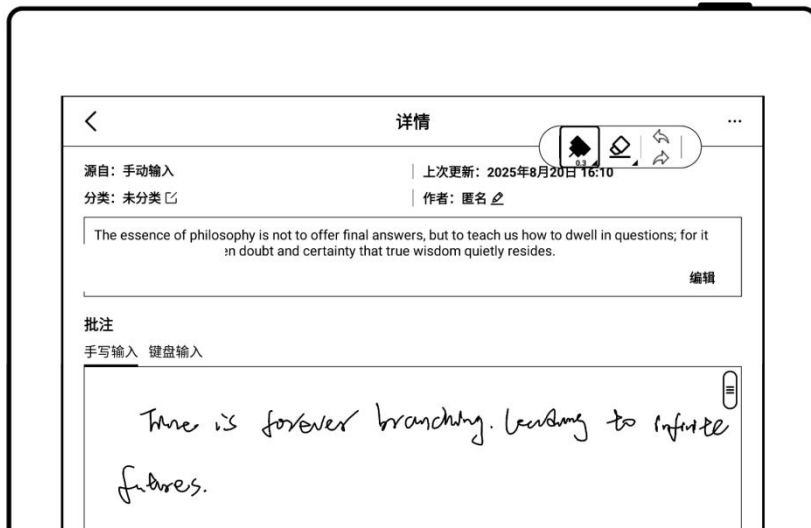 详情
...
0.3
源自：手动输入
上次更新：2025年8月20日 16:10
分类：未分类
作者：匿名
The essence of philosophy is not to offer final answers, but to teach us how to dwell in questions; for it
en doubt and certainty that true wisdom quietly resides.
编辑
批注
手写输入 键盘输入
Time is forever branching. Leading to infinite
futures.